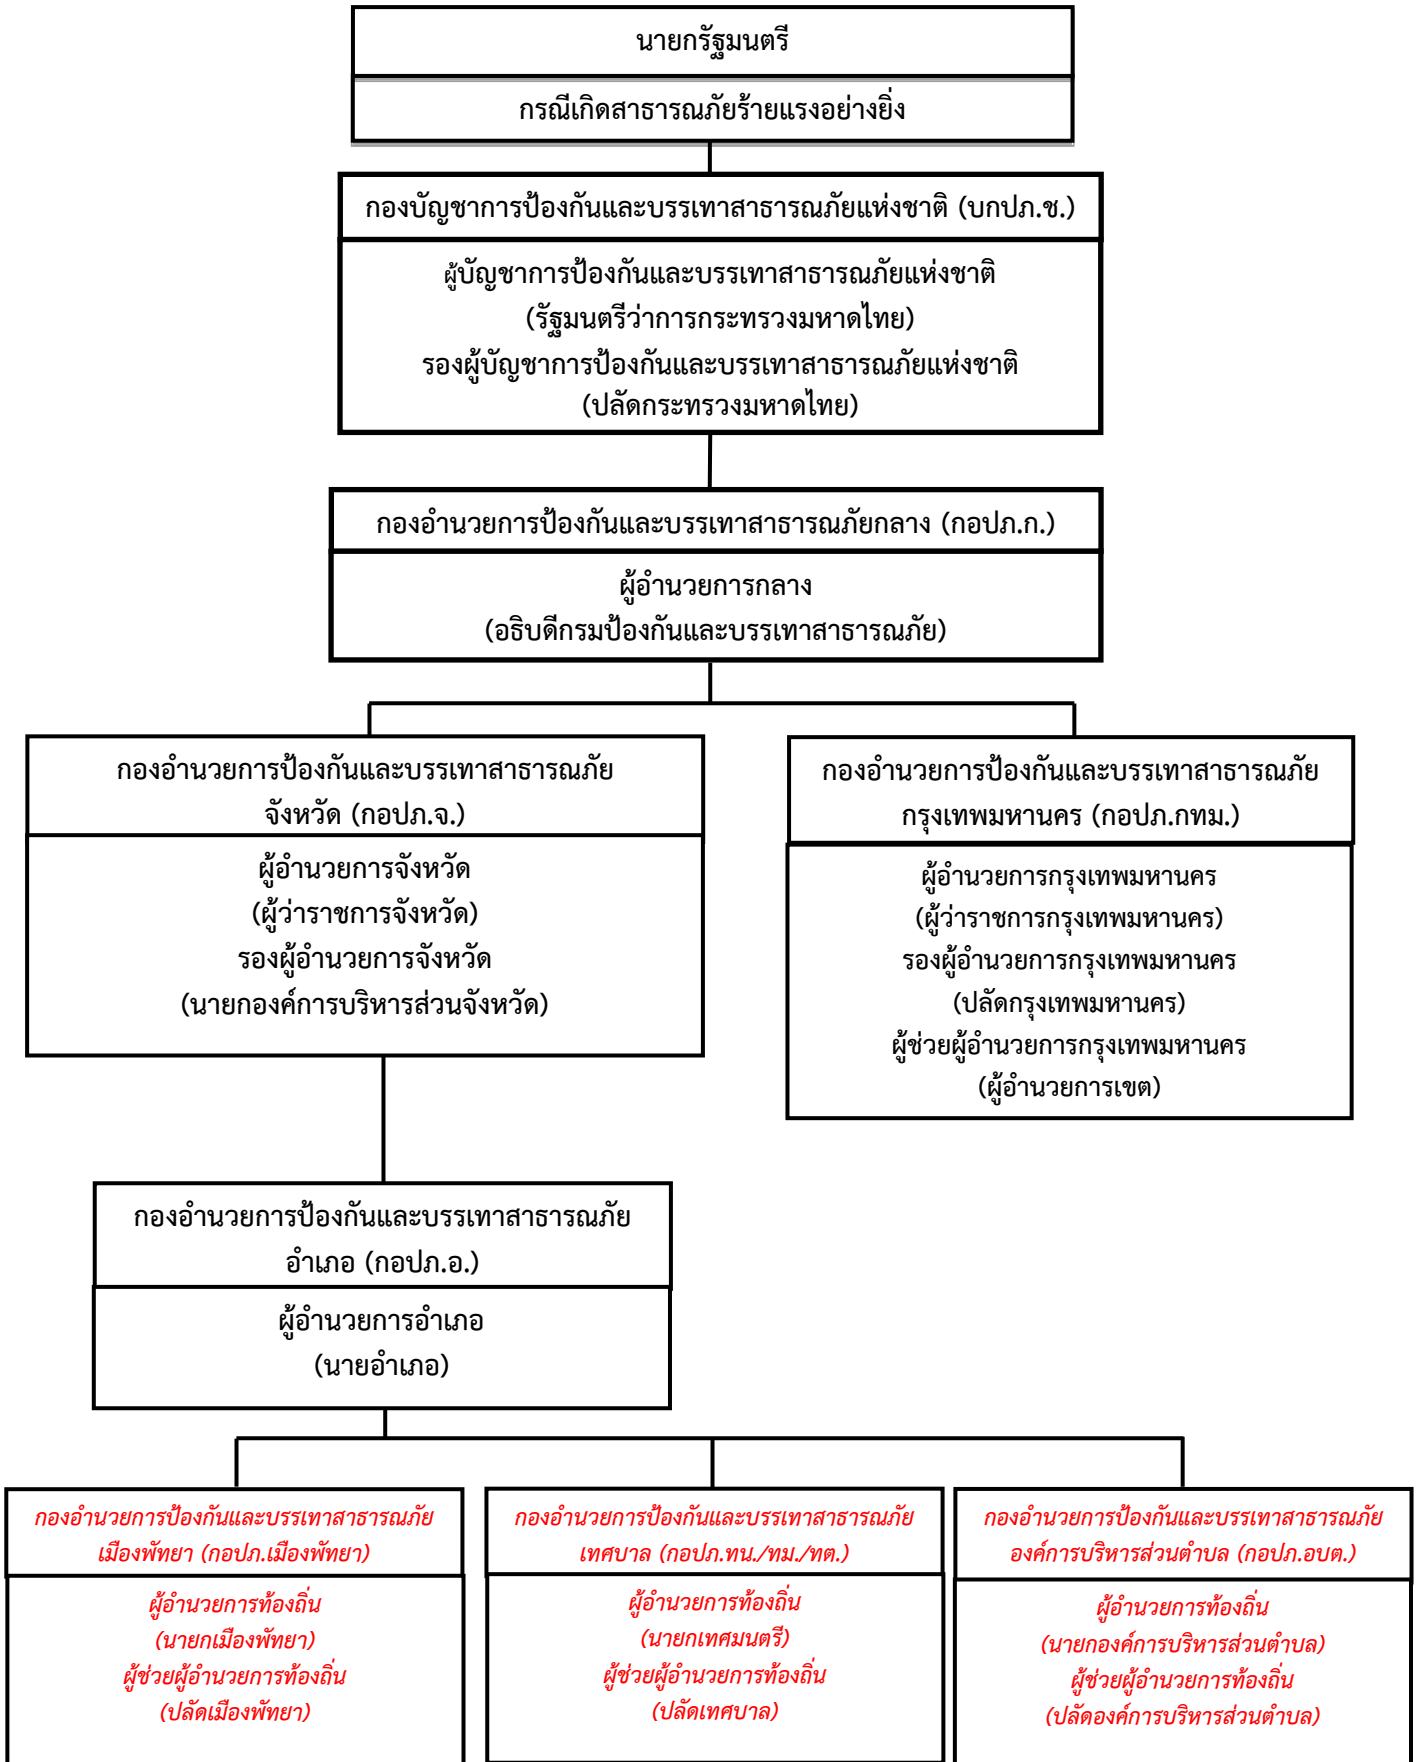 นายกรัฐมนตรี
กรณีเกิดสาธารณภัยร้ายแรงอย่างยิ่ง
กองบัญชาการป้องกันและบรรเทาสาธารณภัยแห่งชาติ (บกปภ.ช.)
ผู้บัญชาการป้องกันและบรรเทาสาธารณภัยแห่งชาติ
(รัฐมนตรีว่าการกระทรวงมหาดไทย)
รองผู้บัญชาการป้องกันและบรรเทาสาธารณภัยแห่งชาติ
(ปลัดกระทรวงมหาดไทย)
กองอำนวยการป้องกันและบรรเทาสาธารณภัยกลาง (กอปภ.ก.)
ผู้อำนวยการกลาง
(อธิบดีกรมป้องกันและบรรเทาสาธารณภัย)
กองอำนวยการป้องกันและบรรเทาสาธารณภัย
จังหวัด (กอปภ.จ.)
ผู้อำนวยการจังหวัด
(ผู้ว่าราชการจังหวัด)
รองผู้อำนวยการจังหวัด
(นายกองค์การบริหารส่วนจังหวัด)
กองอำนวยการป้องกันและบรรเทาสาธารณภัย
กรุงเทพมหานคร (กอปภ.กทม.)
ผู้อำนวยการกรุงเทพมหานคร
(ผู้ว่าราชการกรุงเทพมหานคร)
รองผู้อำนวยการกรุงเทพมหานคร
(ปลัดกรุงเทพมหานคร)
ผู้ช่วยผู้อำนวยการกรุงเทพมหานคร
(ผู้อำนวยการเขต)
กองอำนวยการป้องกันและบรรเทาสาธารณภัย
อำเภอ (กอปภ.อ.)
ผู้อำนวยการอำเภอ
(นายอำเภอ)
กองอำนวยการป้องกันและบรรเทาสาธารณภัย
เมืองพัทยา (กอปภ.เมืองพัทยา)
ผู้อำนวยการท้องถิ่น
(นายกเมืองพัทยา)
ผู้ช่วยผู้อำนวยการท้องถิ่น
(ปลัดเมืองพัทยา)
กองอำนวยการป้องกันและบรรเทาสาธารณภัย
เทศบาล (กอปภ.ทน./ทม./ทต.)
ผู้อำนวยการท้องถิ่น
(นายกเทศมนตรี)
ผู้ช่วยผู้อำนวยการท้องถิ่น
(ปลัดเทศบาล)
กองอำนวยการป้องกันและบรรเทาสาธารณภัย
องค์การบริหารส่วนตำบล (กอปภ.อบต.)
ผู้อำนวยการท้องถิ่น
(นายกองค์การบริหารส่วนตำบล)
ผู้ช่วยผู้อำนวยการท้องถิ่น
(ปลัดองค์การบริหารส่วนตำบล)